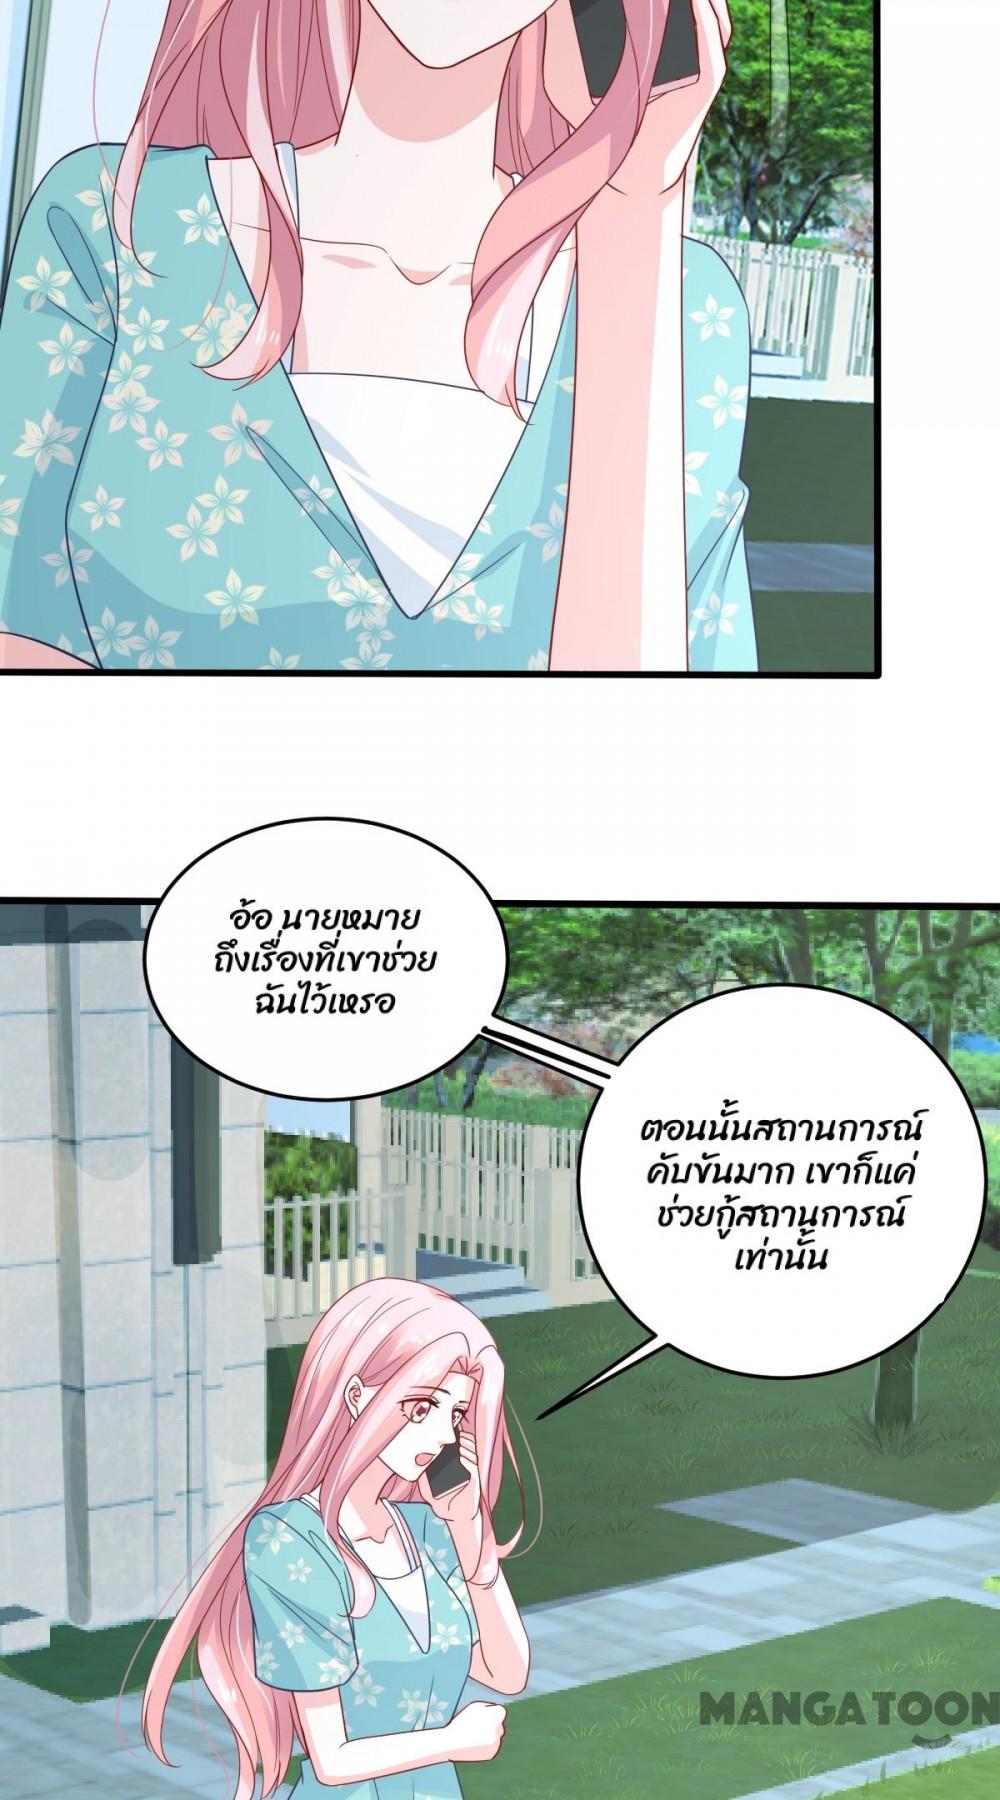 อ้อ นายหมาย
ถึงเรื่องที่เขาช่วย
ฉันไว้เหรอ
ตอนนั้นสถานการณ์
คับขันมาก เขาก็แค่
ช่วยกู้สถานการณ์
เท่านั้น
MANGATOON